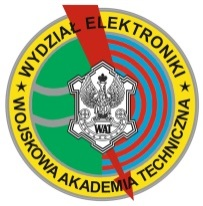 WYDZIAŁ ELEKTRONIKI
WAT
WOJSKOWA AKADEMIA TECHNICZNA